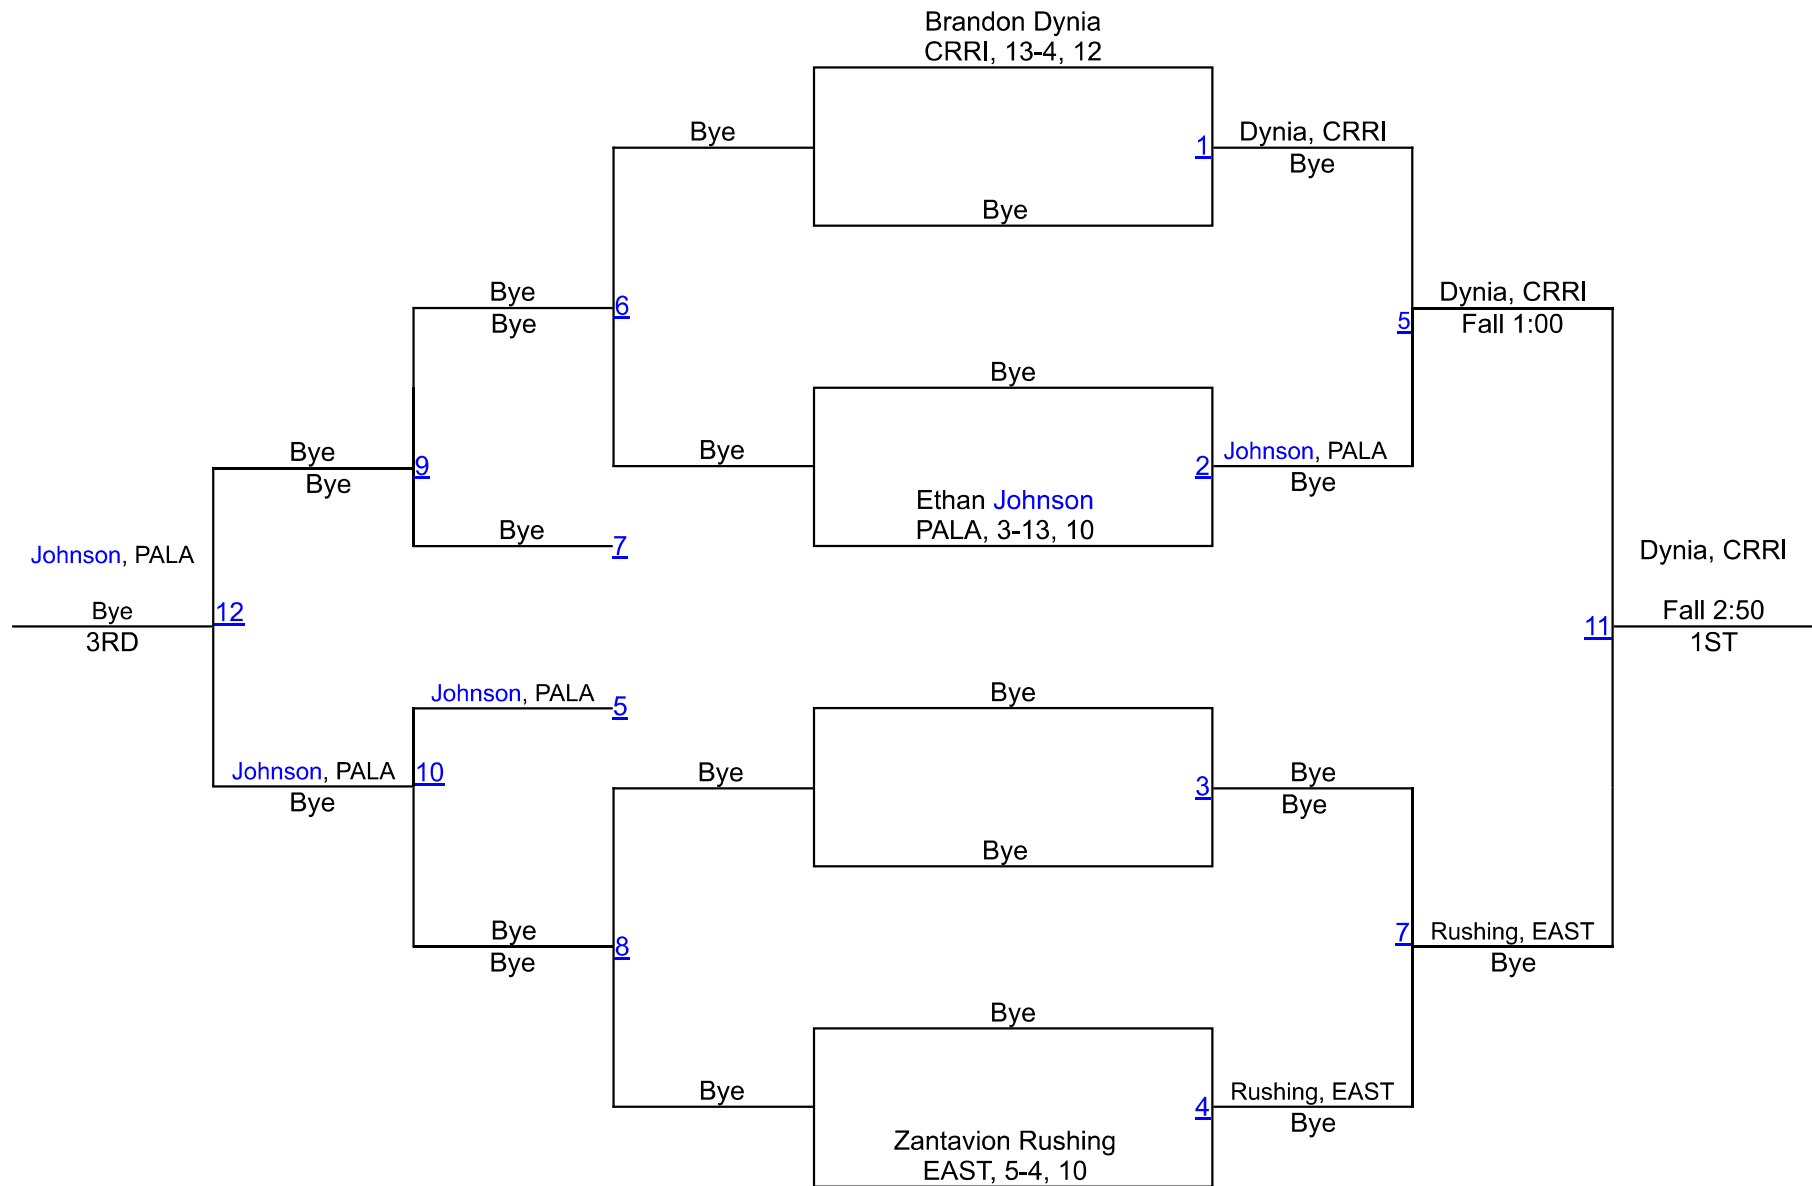 Brandon Dynia
CRRI, 13-4, 12
Bye
1
Dynia, CRRI
Bye
Bye
Bye
Bye
6
Dynia, CRRI
5
Fall 1:00
Bye
Bye
Bye
9
Bye
Bye
2
Johnson, PALA
Bye
Ethan Johnson
PALA, 3-13, 10
Bye
7
Johnson, PALA
Bye
12
3RD
Dynia, CRRI
Fall 2:50
11
1ST
Johnson, PALA
5
Bye
Johnson, PALA
10
Bye
Bye
3
Bye
Bye
Bye
Bye
8
Bye
7
Rushing, EAST
Bye
Bye
Bye
4
Rushing, EAST
Bye
Zantavion Rushing
EAST, 5-4, 10